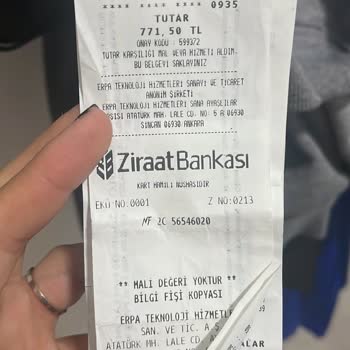 **** **** **** 0935
TUTAR
771,50 TL
ONAY KODU : 599372
TUTAR KARŞILIĞI MAL VEYA HİZMETİ ALDIM.
BU BELGEYİ SAKLAYINIZ
ERPA TEKNOLOJİ HİZMETLERİ SANAYİ VE TİCARET
ANONİM ŞİRKETİ
ERPA TEKNOLOJİ HİZMETLERİ SANA AYAŞLILAR
ATATÜRK MAH. LALE CD. NO: 5 A 06930
SİNCAN 06930 ANKARA
Ziraat Bankası
KART HAMİLİ NÜSHASIDIR
EKÜ NO.0001 Z NO:0213
MF 2C 56546020
** MALİ DEĞERİ YOKTUR **
BİLGİ FİŞİ KOPYASI
ERPA TEKNOLOJİ HİZMETLE
SAN. VE TİC. A.Ş.
ATATÜRK MH. LALE CD.